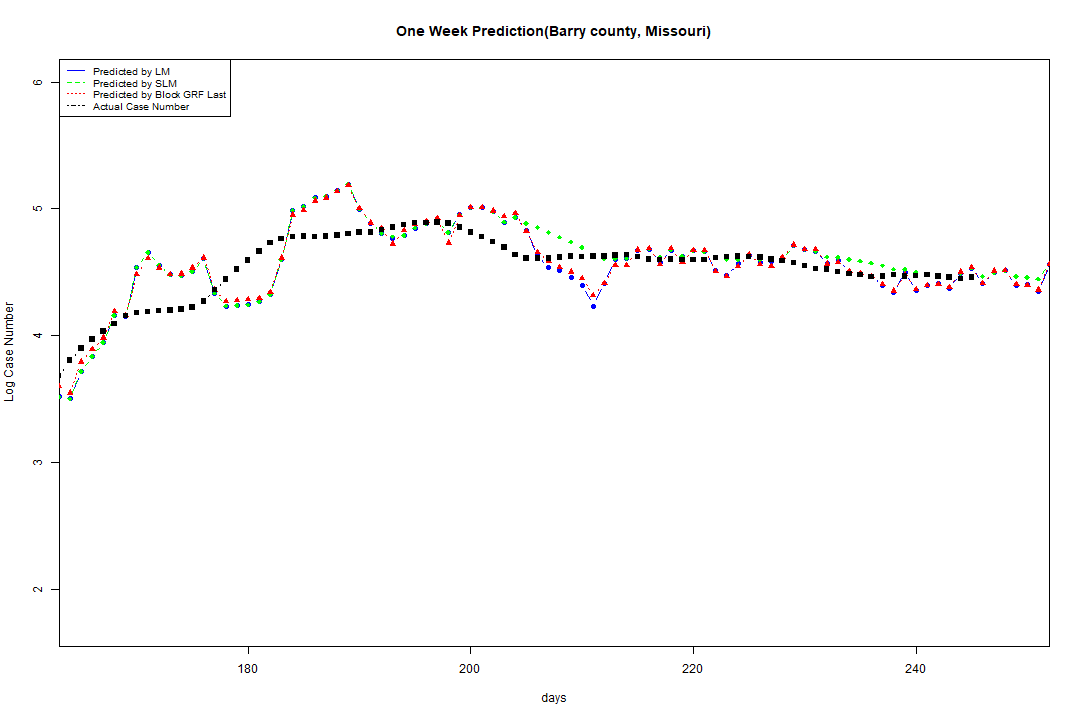 One Week Prediction(Barry county, Missouri)
Predicted by LM
Predicted by SLM
Predicted by Block GRF Last
Actual Case Number
6
5
4
3
2
Log Case Number
180 200 220 240
days